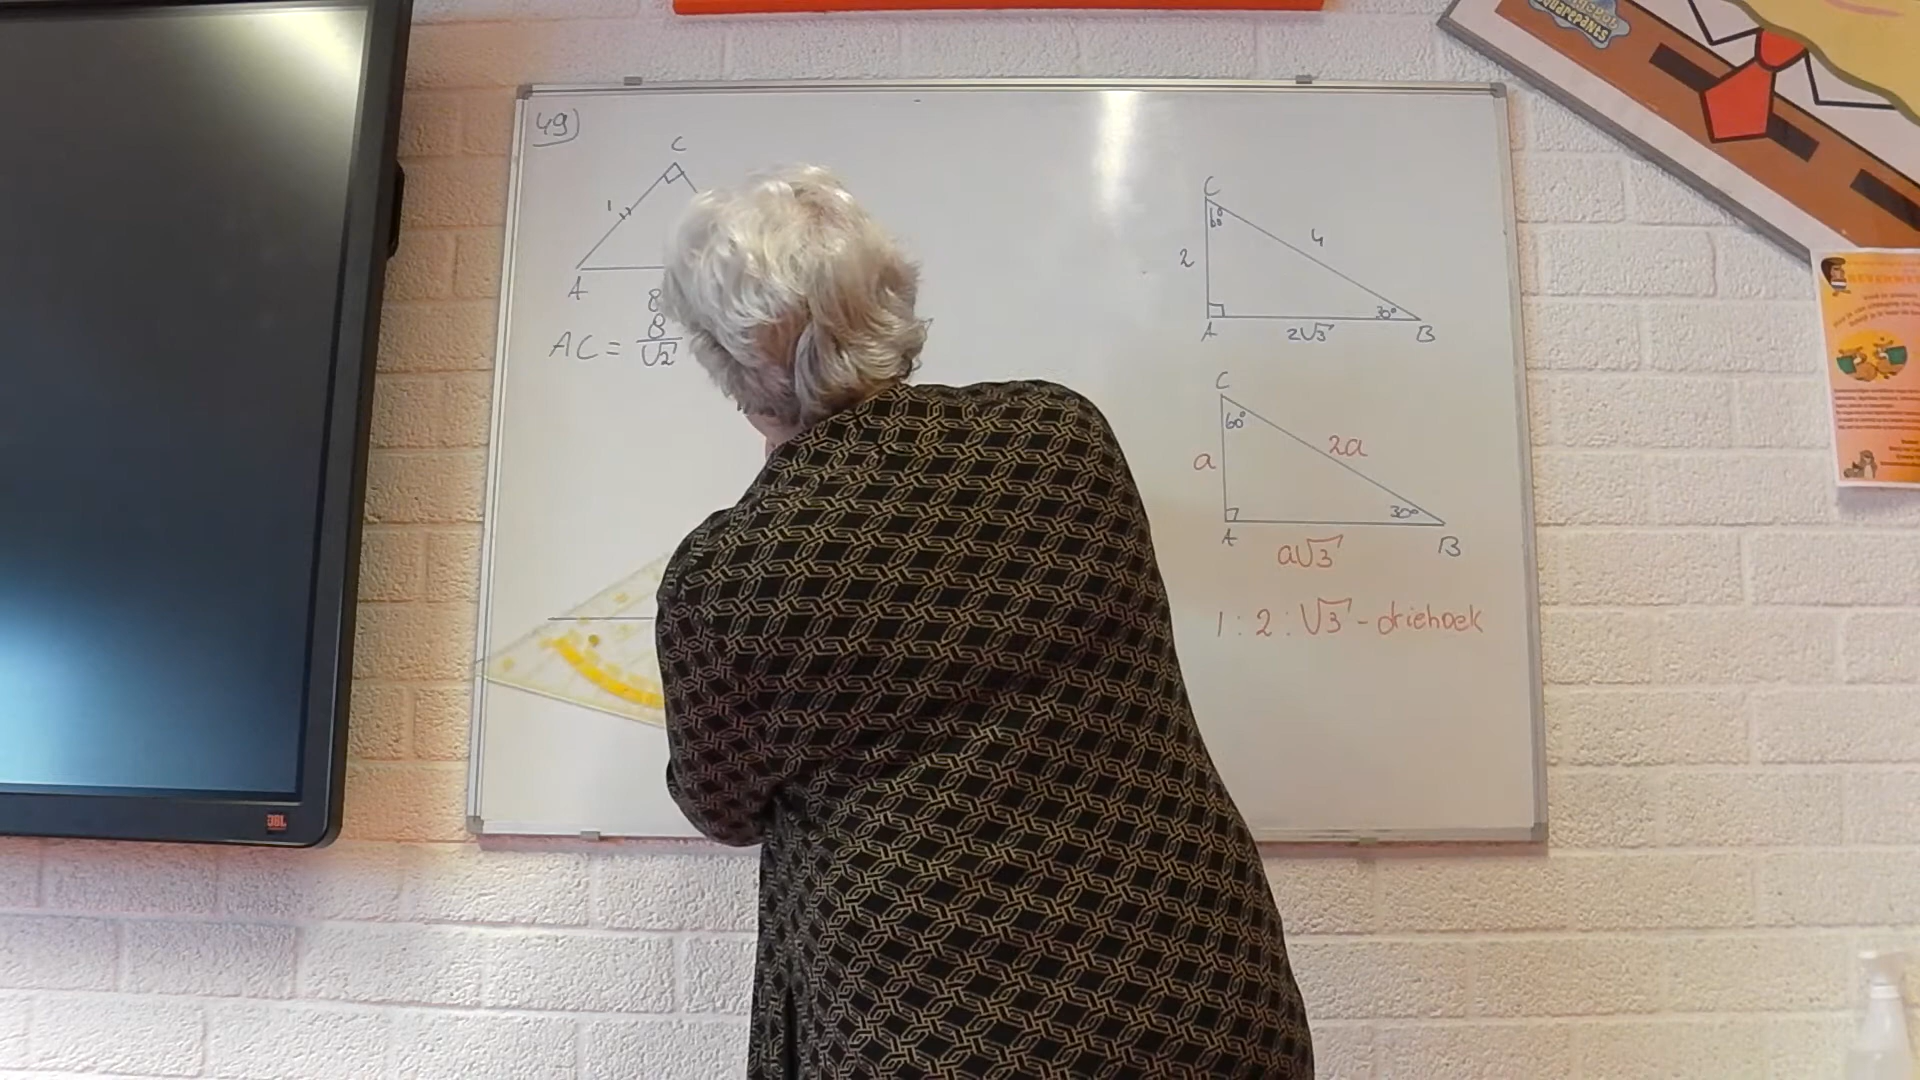 49)
C
1
A
8
AC = 8/√2
C
60°
2
4
30°
A
2√3
B
C
60°
a
2a
30°
A
B
a√3
1 : 2 : √3 - driehoek
SQUAREPANTS
JBL